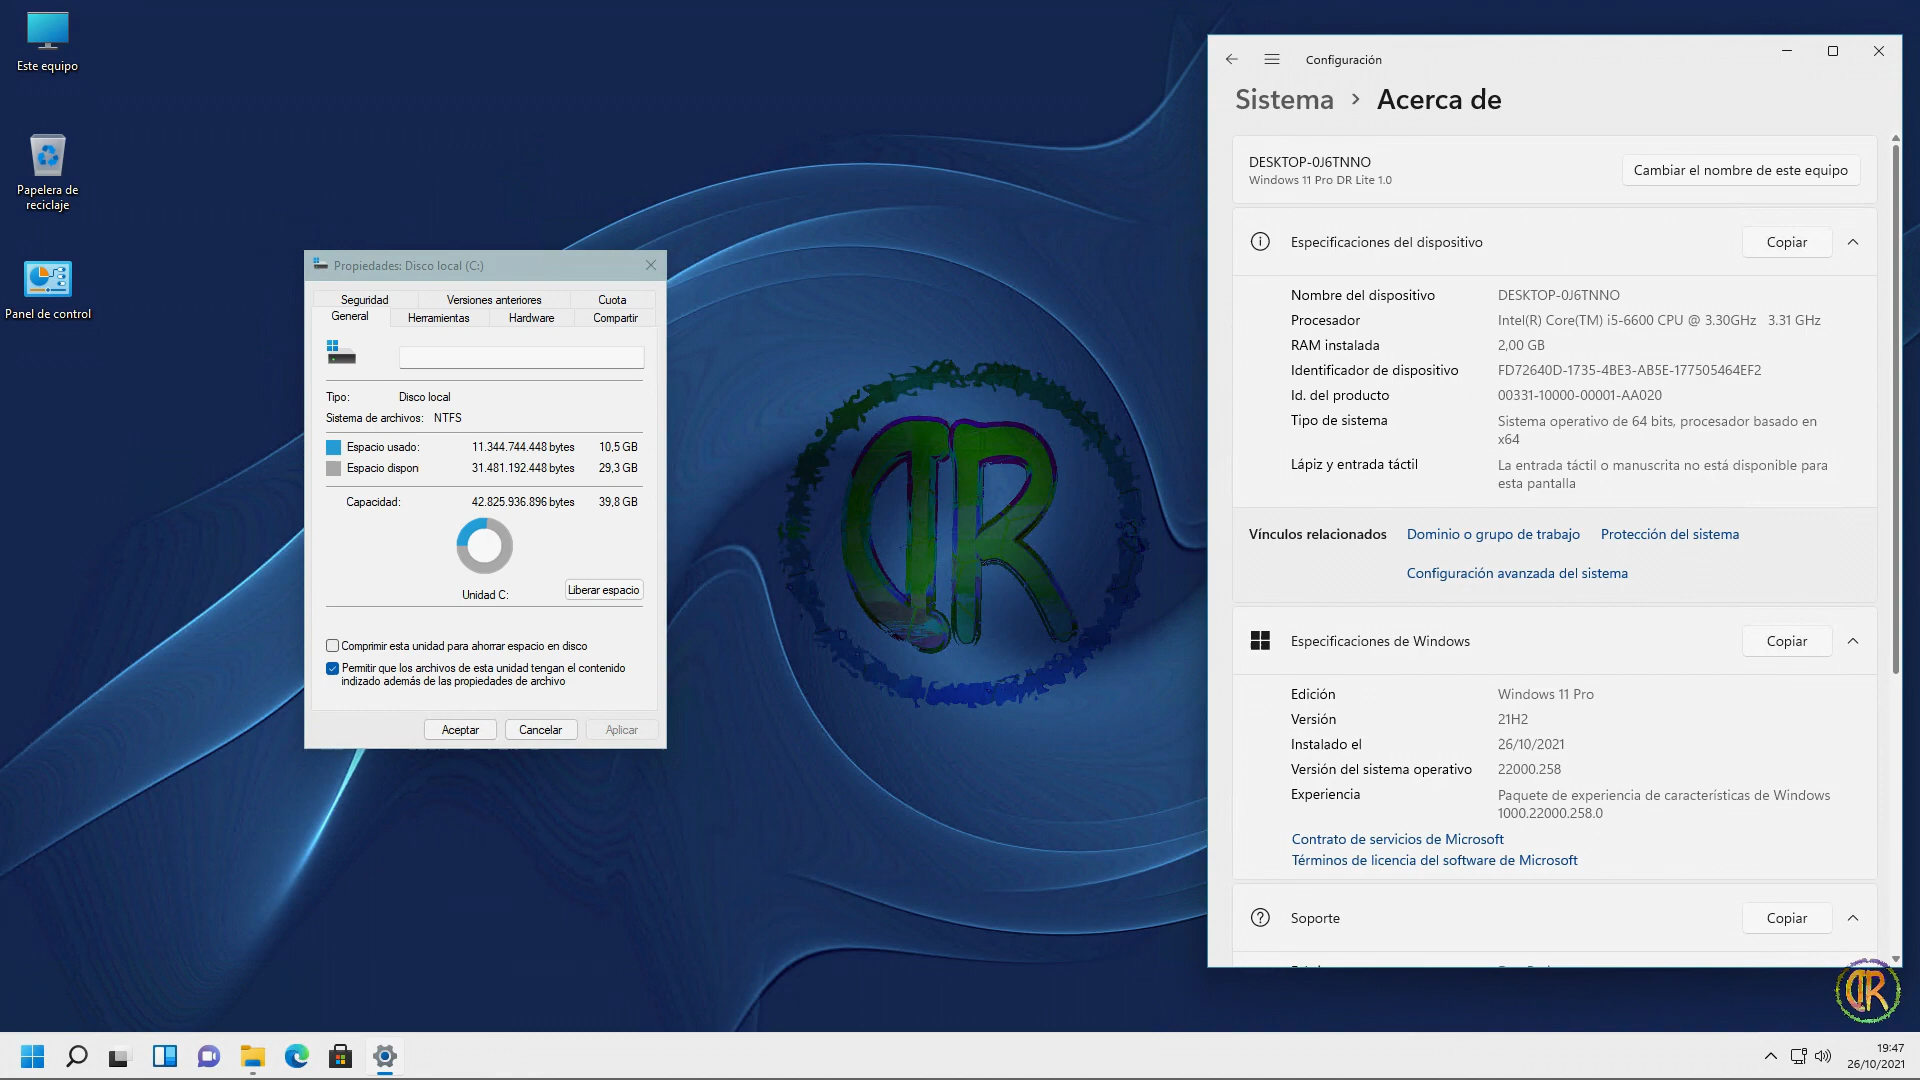 Este equipo
Papelera de
reciclaje
Panel de control
Propiedades: Disco local (C:)
Seguridad
Versiones anteriores
Cuota
General
Herramientas
Hardware
Compartir
Tipo: Disco local
Sistema de archivos: NTFS
Espacio usado: 11.344.744.448 bytes 10,5 GB
Espacio disponi 31.481.192.448 bytes 29,3 GB
Capacidad: 42.825.936.896 bytes 39,8 GB
Unidad C:
Liberar espacio
Comprimir esta unidad para ahorrar espacio en disco
Permitir que los archivos de esta unidad tengan el contenido
indizado además de las propiedades de archivo
Aceptar
Cancelar
Aplicar
DR
Configuración
Sistema > Acerca de
DESKTOP-0J6TNNO
Windows 11 Pro DR Lite 1.0
Cambiar el nombre de este equipo
Especificaciones del dispositivo
Copiar
Nombre del dispositivo DESKTOP-0J6TNNO
Procesador Intel(R) Core(TM) i5-6600 CPU @ 3.30GHz 3.31 GHz
RAM instalada 2,00 GB
Identificador de dispositivo FD72640D-1735-4BE3-AB5E-177505464EF2
Id. del producto 00331-10000-00001-AA020
Tipo de sistema Sistema operativo de 64 bits, procesador basado en
x64
Lápiz y entrada táctil La entrada táctil o manuscrita no está disponible para
esta pantalla
Vínculos relacionados Dominio o grupo de trabajo Protección del sistema
Configuración avanzada del sistema
Especificaciones de Windows
Copiar
Edición Windows 11 Pro
Versión 21H2
Instalado el 26/10/2021
Versión del sistema operativo 22000.258
Experiencia Paquete de experiencia de características de Windows
1000.22000.258.0
Contrato de servicios de Microsoft
Términos de licencia del software de Microsoft
Soporte
Copiar
DR
19:47
26/10/2021